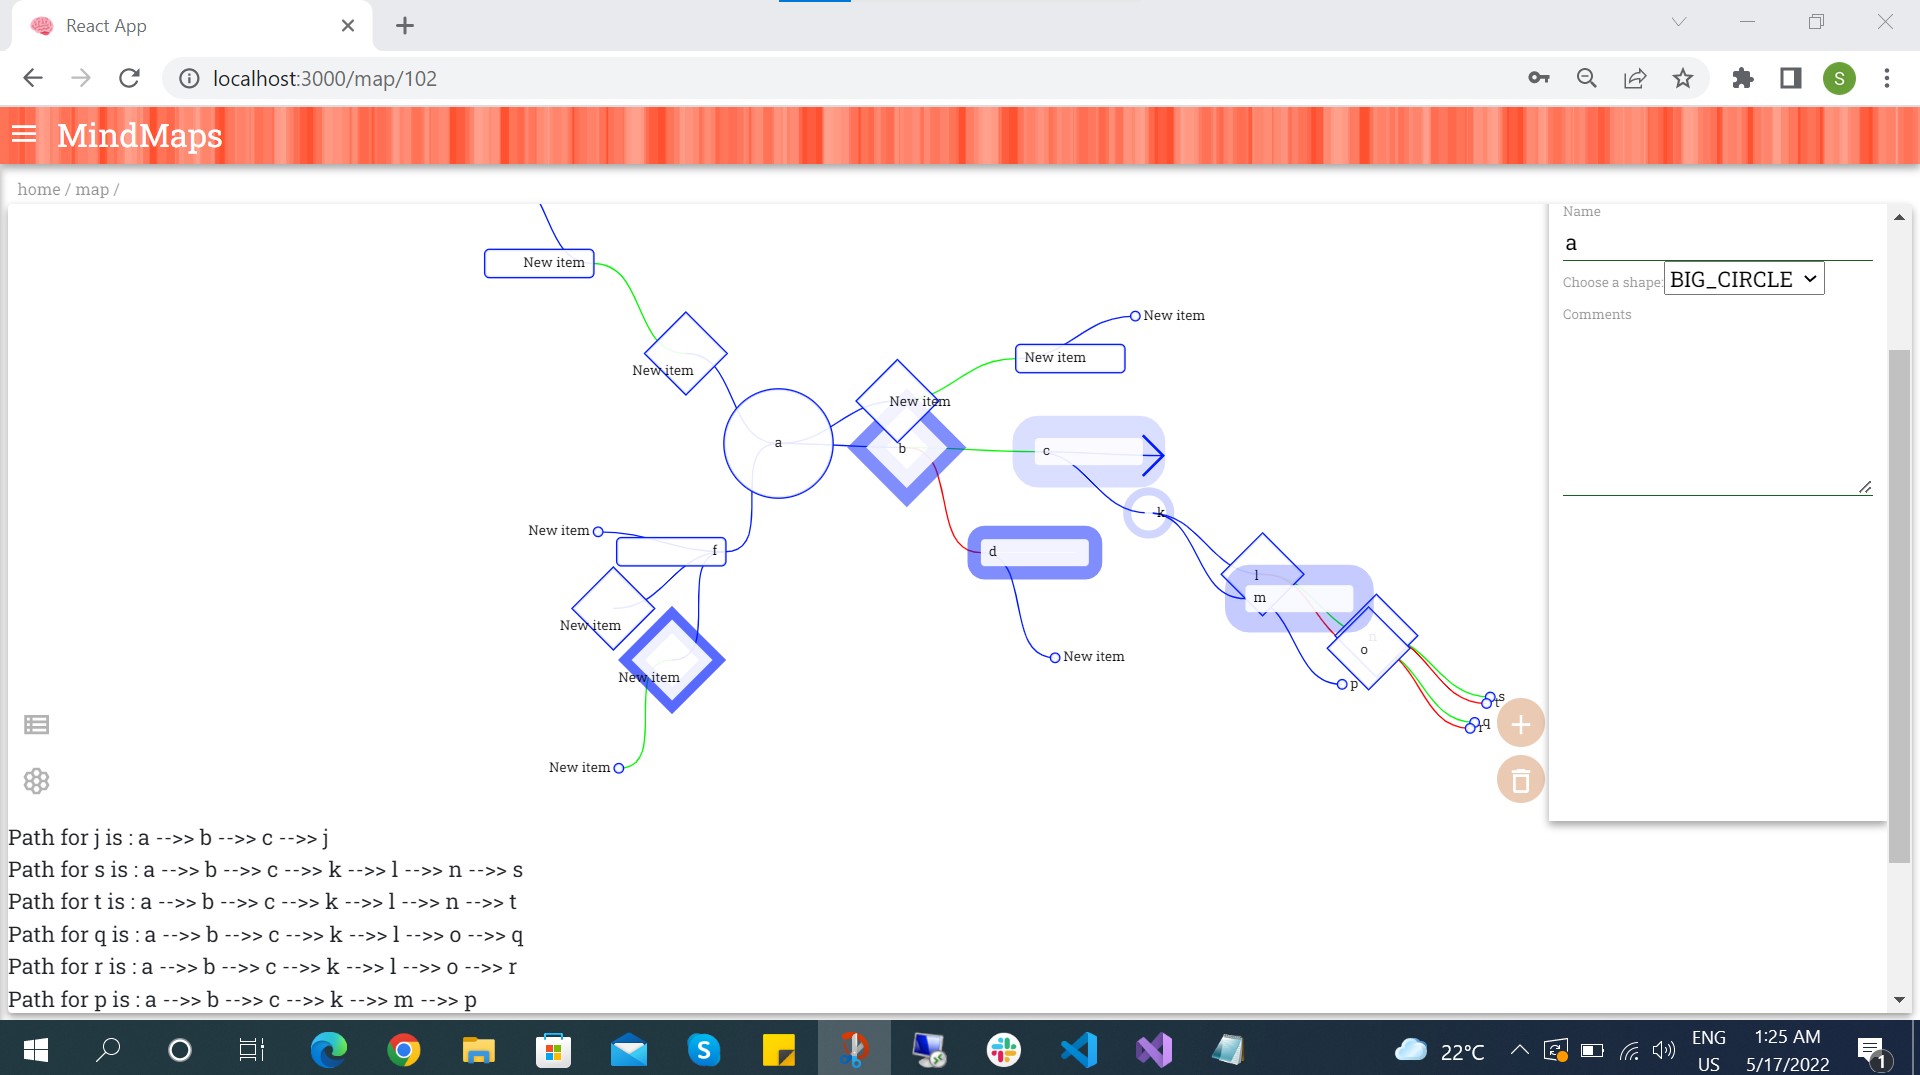 React App
localhost:3000/map/102
S
MindMaps
home / map /
Name
a
Choose a shape:
BIG_CIRCLE
Comments
New item
New item
New item
New item
New item
a
b
c
k
New item
f
d
New item
l
m
n
o
New item
New item
p
s
t
q
r
New item
Path for j is : a -->> b -->> c -->> j
Path for s is : a -->> b -->> c -->> k -->> l -->> n -->> s
Path for t is : a -->> b -->> c -->> k -->> l -->> n -->> t
Path for q is : a -->> b -->> c -->> k -->> l -->> o -->> q
Path for r is : a -->> b -->> c -->> k -->> l -->> o -->> r
Path for p is : a -->> b -->> c -->> k -->> m -->> p
22°C
ENG
US
1:25 AM
5/17/2022
1